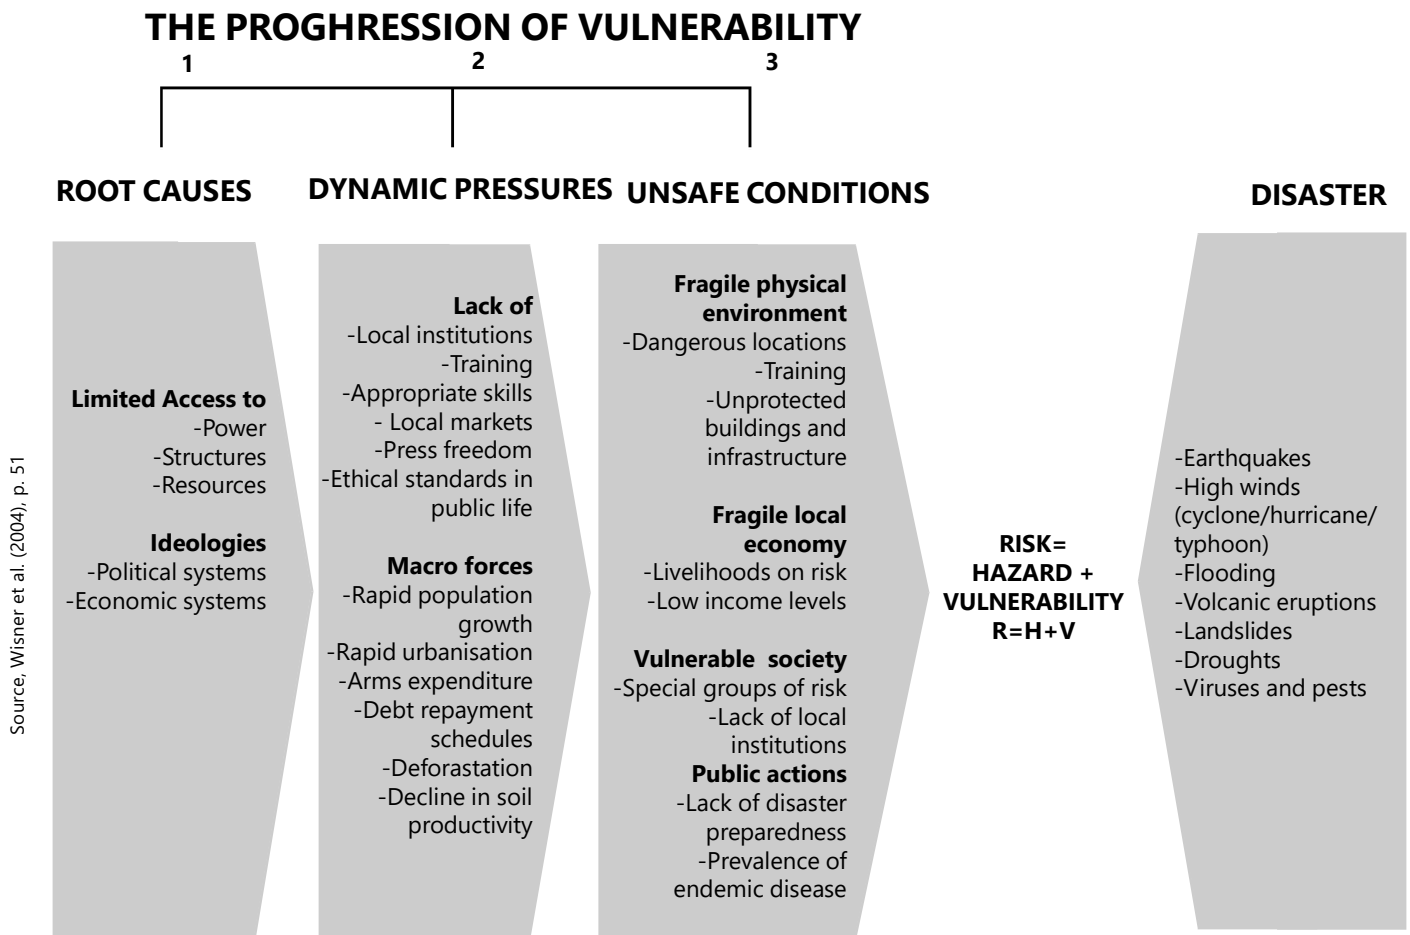 THE PROGHRESSION OF VULNERABILITY
1
2
3
ROOT CAUSES
DYNAMIC PRESSURES
UNSAFE CONDITIONS
DISASTER
Limited Access to
-Power
-Structures
-Resources
Ideologies
-Political systems
-Economic systems
Lack of
-Local institutions
-Training
-Appropriate skills
- Local markets
-Press freedom
-Ethical standards in
public life
Macro forces
-Rapid population
growth
-Rapid urbanisation
-Arms expenditure
-Debt repayment
schedules
-Deforastation
-Decline in soil
productivity
Fragile physical
environment
-Dangerous locations
-Training
-Unprotected
buildings and
infrastructure
Fragile local
economy
-Livelihoods on risk
-Low income levels
Vulnerable  society
-Special groups of risk
-Lack of local
institutions
Public actions
-Lack of disaster
preparedness
-Prevalence of
endemic disease
RISK=
HAZARD +
VULNERABILITY
R=H+V
-Earthquakes
-High winds
(cyclone/hurricane/
typhoon)
-Flooding
-Volcanic eruptions
-Landslides
-Droughts
-Viruses and pests
Source, Wisner et al. (2004), p. 51